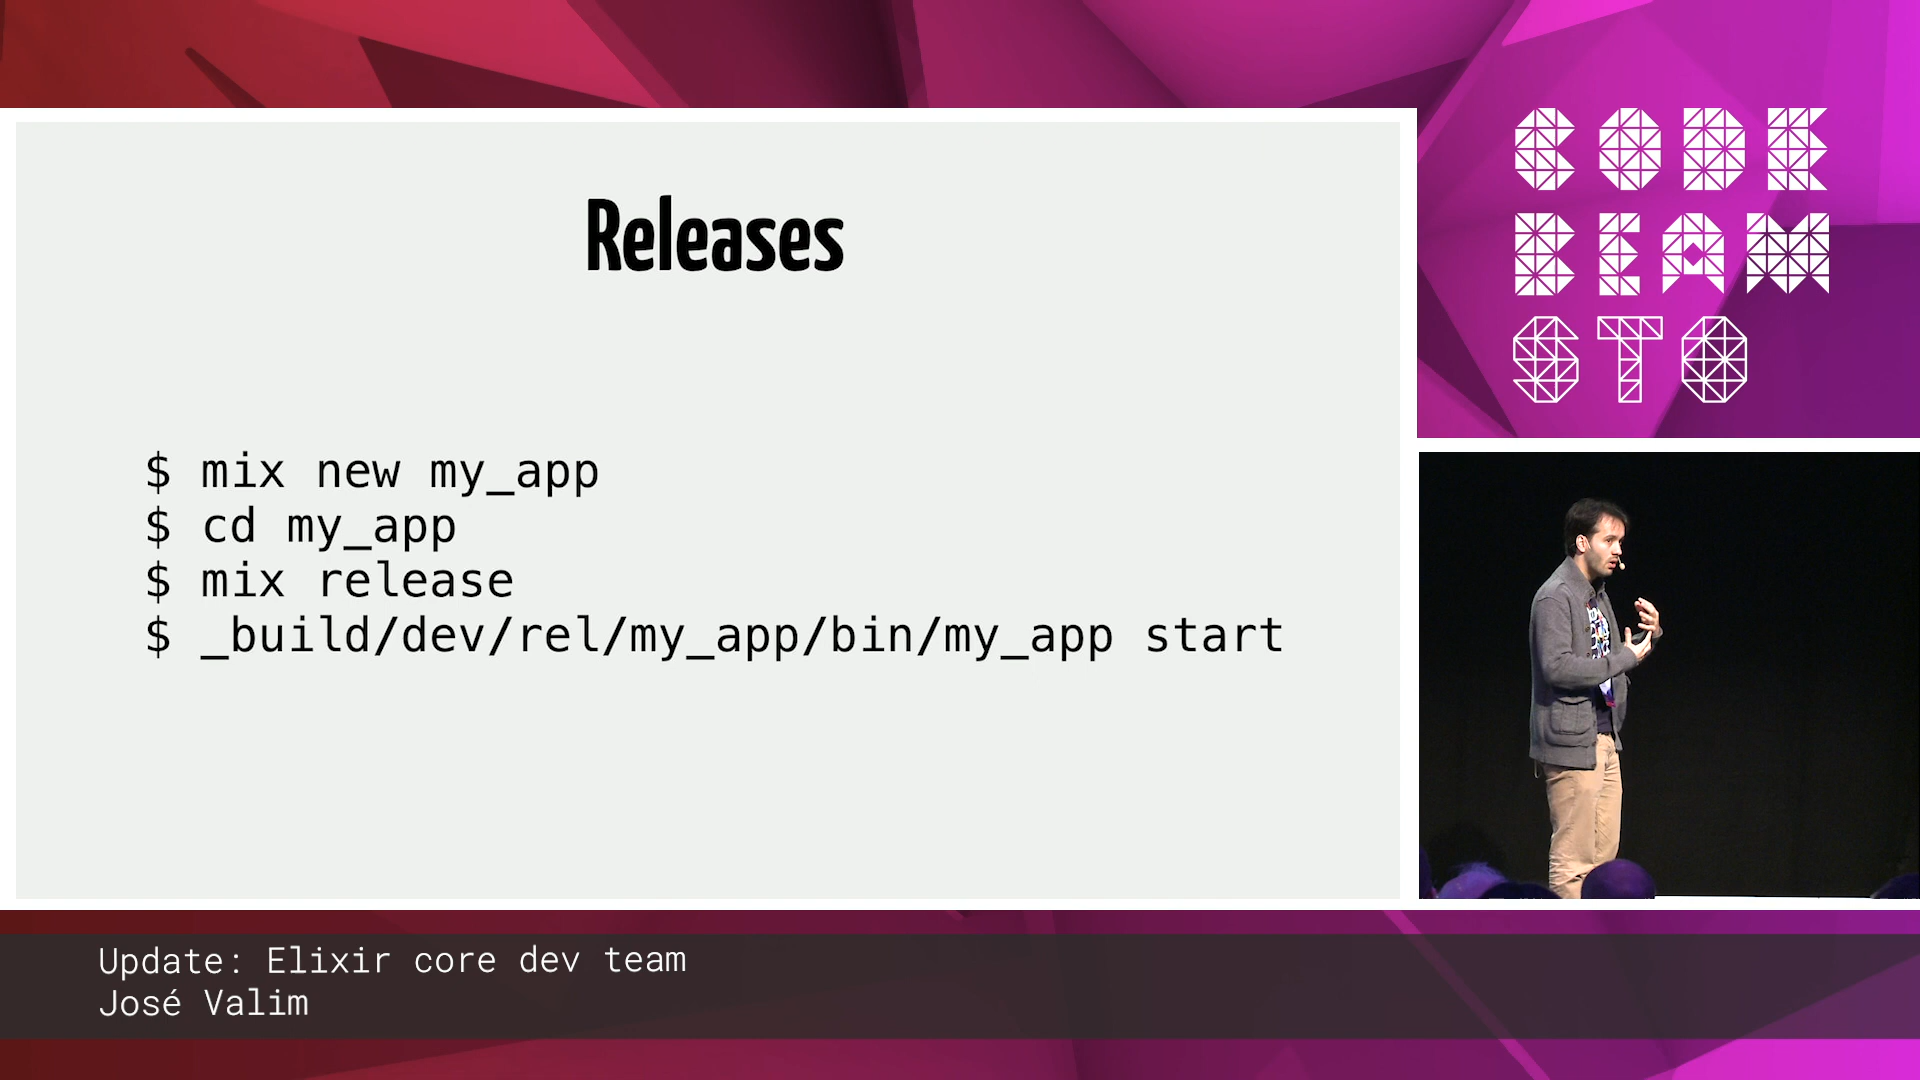 Releases
$ mix new my_app
$ cd my_app
$ mix release
$ _build/dev/rel/my_app/bin/my_app start
CODE
BEAM
STO
Update: Elixir core dev team
José Valim